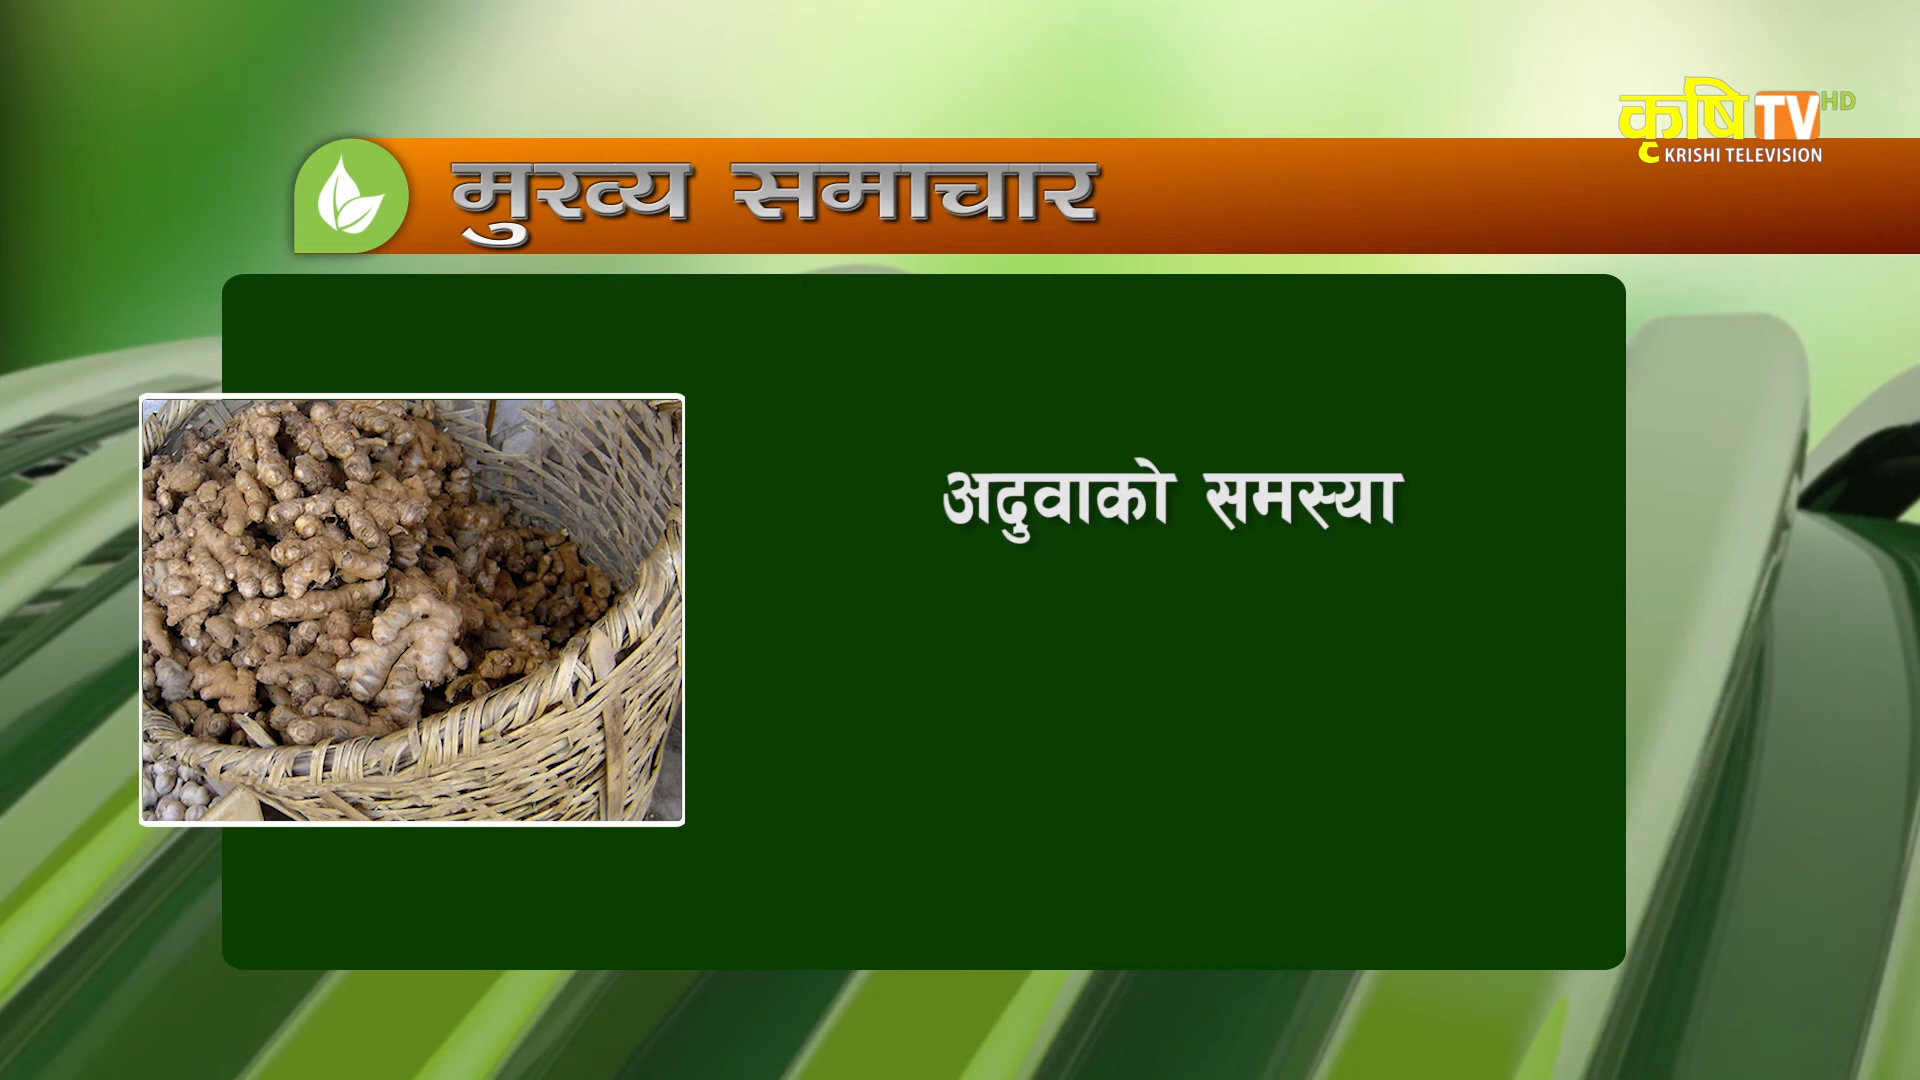 कृषि TV HD
KRISHI TELEVISION
मुख्य समाचार
अदुवाको समस्या